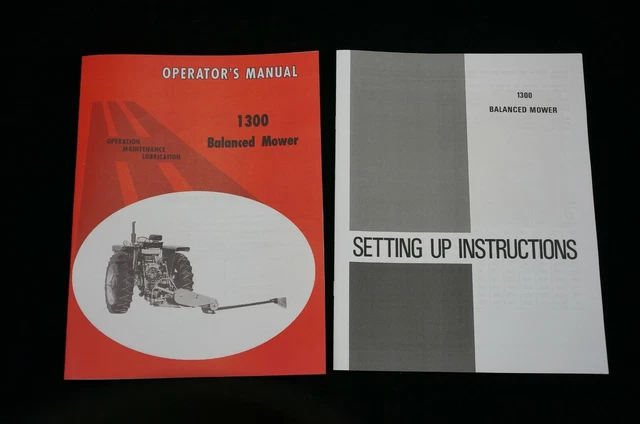 OPERATOR'S MANUAL
1300
Balanced Mower
OPERATION
MAINTENANCE
LUBRICATION
1300
BALANCED MOWER
SETTING UP INSTRUCTIONS